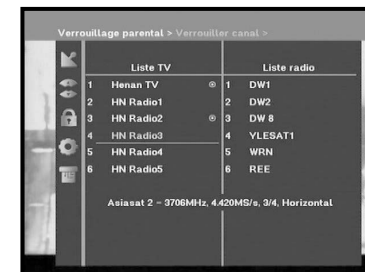 Verrouillage parental > Verrouiller canal >
Liste TV
1 Henan TV
2 HN Radio1
3 HN Radio2
4 HN Radio3
5 HN Radio4
6 HN Radio5
Liste radio
1 DW1
2 DW2
3 DW 8
4 YLESAT1
5 WRN
6 REE
Asiasat 2 – 3706MHz, 4.420MS/s, 3/4, Horizontal